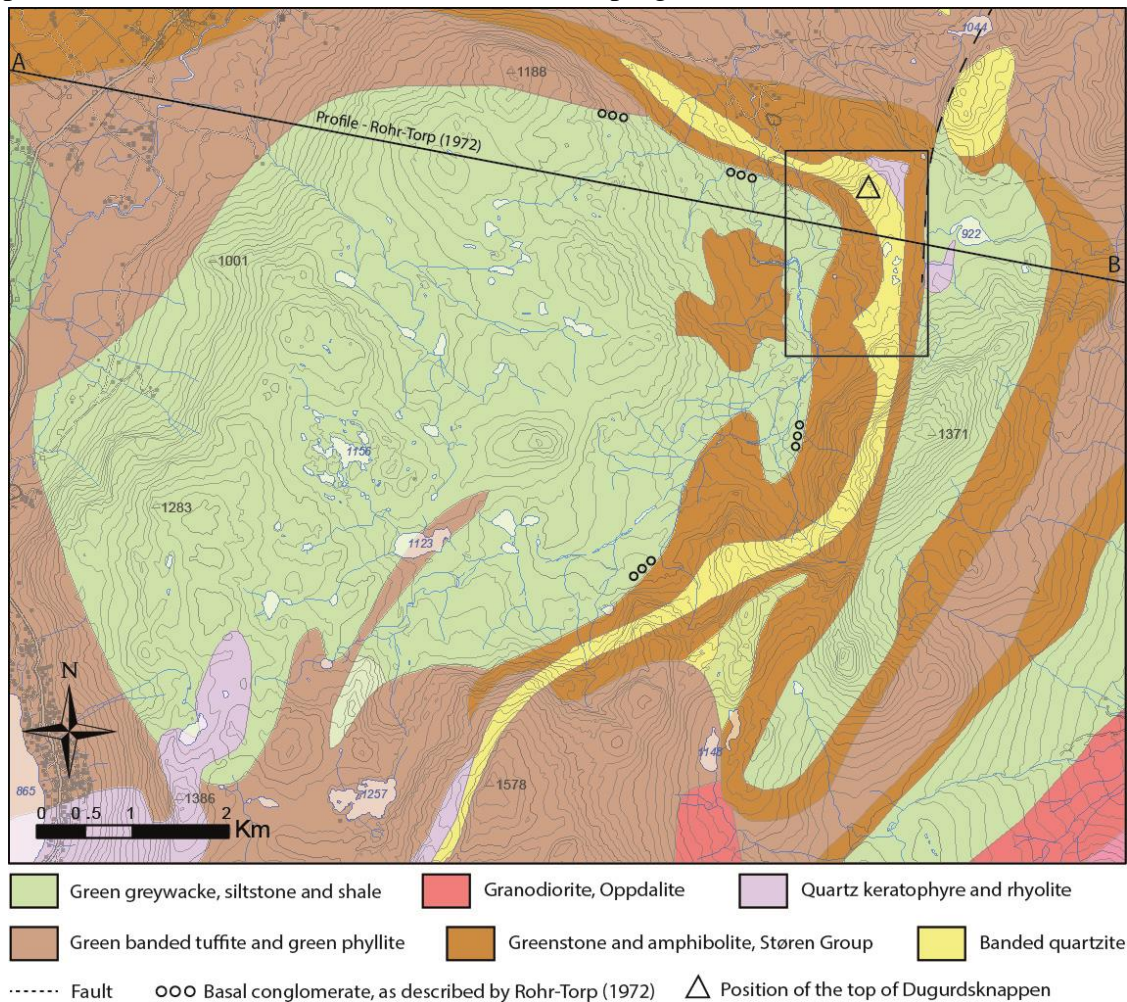 1044
A
1188
Profile - Rohr-Torp (1972)
922
B
1001
1371
1156
1283
1123
N
1148
865
1257
1578
1386
0 0.5 1 2
Km
Green greywacke, siltstone and shale
Granodiorite, Oppdalite
Quartz keratophyre and rhyolite
Green banded tuffite and green phyllite
Greenstone and amphibolite, Støren Group
Banded quartzite
Fault
Basal conglomerate, as described by Rohr-Torp (1972)
Position of the top of Dugurdsknappen